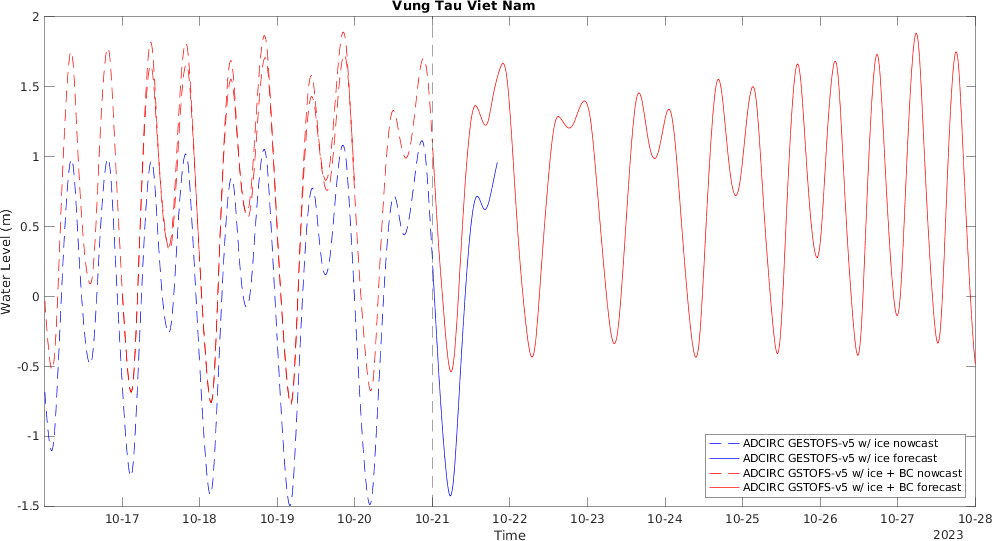 Vung Tau Viet Nam
2
1.5
1
0.5
0
-0.5
-1
-1.5
Water Level (m)
10-17 10-18 10-19 10-20 10-21 10-22 10-23 10-24 10-25 10-26 10-27 10-28
Time
2023
ADCIRC GESTOFS-v5 w/ ice nowcast
ADCIRC GESTOFS-v5 w/ ice forecast
ADCIRC GSTOFS-v5 w/ ice + BC nowcast
ADCIRC GSTOFS-v5 w/ ice + BC forecast